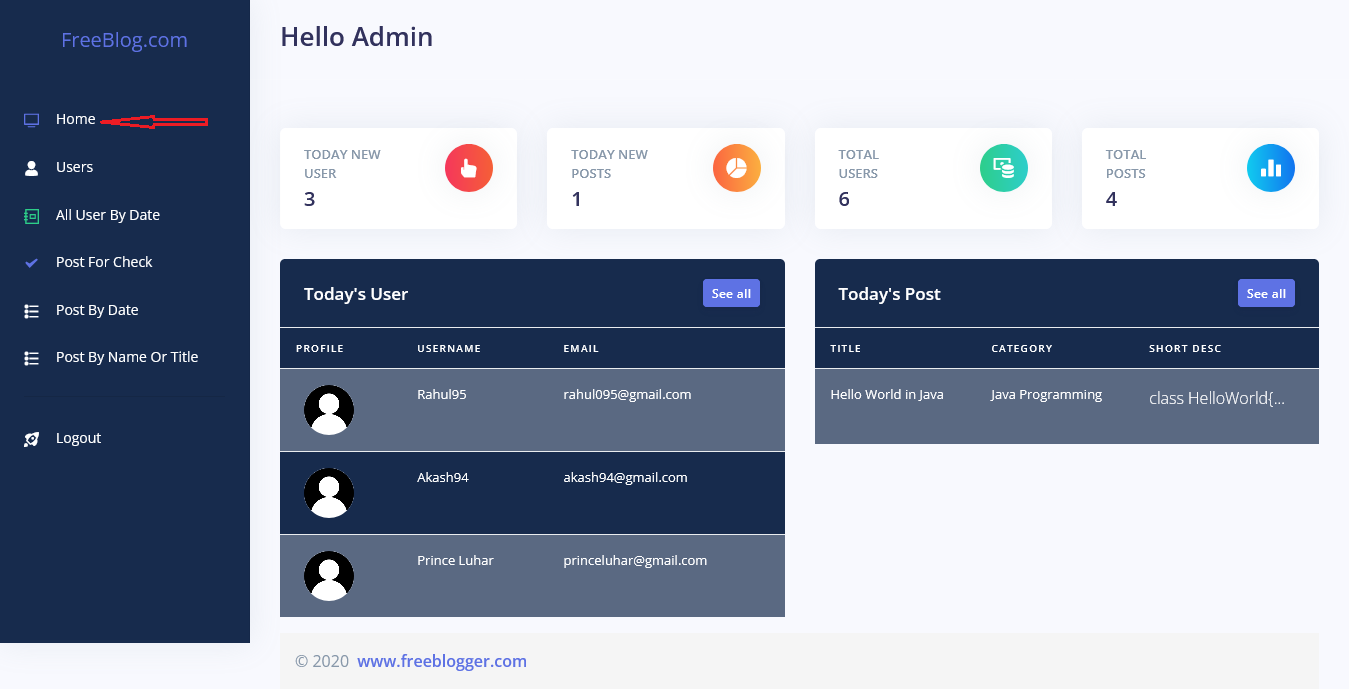 FreeBlog.com
Home
Users
All User By Date
Post For Check
Post By Date
Post By Name Or Title
Logout
Hello Admin
TODAY NEW
USER
3
TODAY NEW
POSTS
1
TOTAL
USERS
6
TOTAL
POSTS
4
Today's User
See all
PROFILE USERNAME EMAIL
Rahul95 rahul095@gmail.com
Akash94 akash94@gmail.com
Prince Luhar princeluhar@gmail.com
Today's Post
See all
TITLE CATEGORY SHORT DESC
Hello World in Java Java Programming class HelloWorld{...
© 2020 www.freeblogger.com